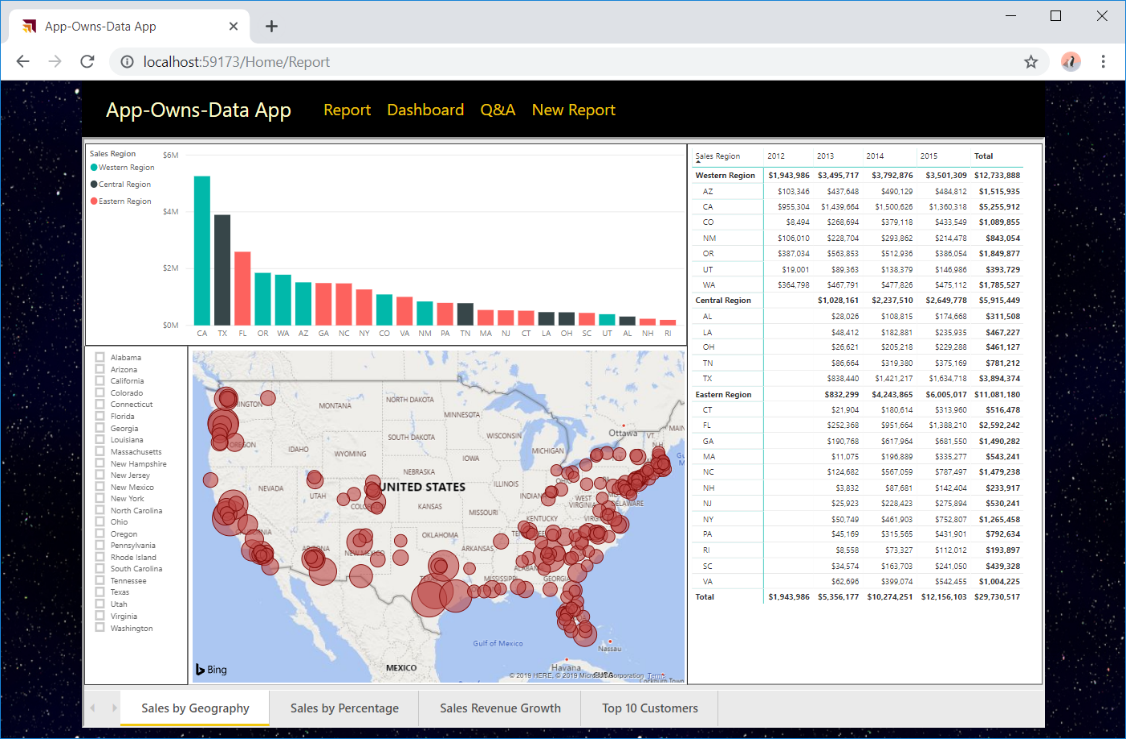 App-Owns-Data App
localhost:59173/Home/Report
App-Owns-Data App Report Dashboard Q&A New Report
Sales Region
Western Region
Central Region
Eastern Region
$6M
$4M
$2M
$0M
CA TX FL OR WA AZ GA NC NY CO VA NM PA TN MA NJ CT LA OH SC UT AL NH RI
Sales Region 2012 2013 2014 2015 Total
Western Region $1,943,986 $3,495,717 $3,792,876 $3,501,309 $12,733,888
AZ $103,346 $437,648 $490,129 $484,812 $1,515,935
CA $955,304 $1,439,664 $1,500,626 $1,360,318 $5,255,912
CO $8,494 $268,694 $379,118 $433,549 $1,089,855
NM $106,010 $228,704 $293,862 $214,478 $843,054
OR $387,034 $563,853 $512,936 $386,054 $1,849,877
UT $19,001 $89,363 $138,379 $146,986 $393,729
WA $364,798 $467,791 $477,826 $475,112 $1,785,527
Central Region $1,028,161 $2,237,510 $2,649,778 $5,915,449
AL $28,026 $108,815 $174,668 $311,508
LA $48,412 $182,881 $235,935 $467,227
OH $26,621 $205,218 $229,288 $461,127
TN $86,664 $319,380 $375,169 $781,212
TX $838,440 $1,421,217 $1,634,718 $3,894,374
Eastern Region $832,299 $4,243,865 $6,005,017 $11,081,180
CT $21,904 $180,614 $313,960 $516,478
FL $252,368 $951,664 $1,388,210 $2,592,242
GA $190,768 $617,964 $681,550 $1,490,282
MA $11,075 $196,889 $335,277 $543,241
NC $124,682 $567,059 $787,497 $1,479,238
NH $3,832 $87,681 $142,404 $233,917
NJ $25,923 $228,423 $275,894 $530,241
NY $50,749 $461,903 $752,807 $1,265,458
PA $45,169 $315,565 $431,901 $792,634
RI $8,558 $73,327 $112,012 $193,897
SC $34,574 $163,703 $241,050 $439,328
VA $62,696 $399,074 $542,455 $1,004,225
Total $1,943,986 $5,356,177 $10,274,251 $12,156,103 $29,730,517
Alabama
Arizona
California
Colorado
Connecticut
Florida
Georgia
Louisiana
Massachusetts
New Hampshire
New Jersey
New Mexico
New York
North Carolina
Ohio
Oregon
Pennsylvania
Rhode Island
South Carolina
Tennessee
Texas
Utah
Virginia
Washington
MONTANA
NORTH DAKOTA
MINNESOTA
Ottawa
VT
SOUTH DAKOTA
WISCONSIN
IDAHO
WYOMING
MICHIGAN
IOWA
NEBRASKA
NEVADA
UTAH
UNITED STATES
ILLINOIS
KANSAS
MISSOURI
WEST
VIRGINIA
KENTUCKY
OKLAHOMA
ARKANSAS
MISSISSIPPI
Gulf of Mexico
Nassau
Havana
MEXICO
Bing
© 2019 HERE, © 2019 Microsoft Corporation Terms
Sales by Geography Sales by Percentage Sales Revenue Growth Top 10 Customers